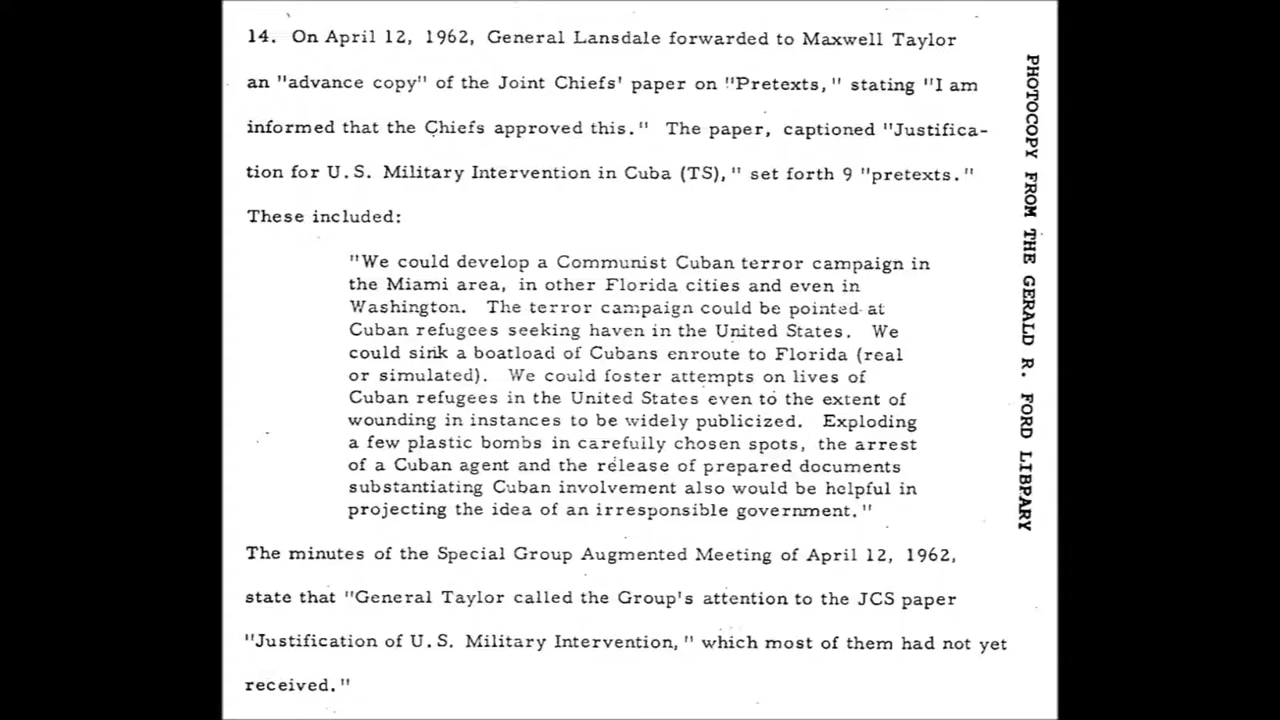 14. On April 12, 1962, General Lansdale forwarded to Maxwell Taylor
an "advance copy" of the Joint Chiefs' paper on "Pretexts," stating "I am
informed that the Chiefs approved this." The paper, captioned "Justifica-
tion for U.S. Military Intervention in Cuba (TS)," set forth 9 "pretexts."
These included:
"We could develop a Communist Cuban terror campaign in
the Miami area, in other Florida cities and even in
Washington. The terror campaign could be pointed at
Cuban refugees seeking haven in the United States. We
could sink a boatload of Cubans enroute to Florida (real
or simulated). We could foster attempts on lives of
Cuban refugees in the United States even to the extent of
wounding in instances to be widely publicized. Exploding
a few plastic bombs in carefully chosen spots, the arrest
of a Cuban agent and the release of prepared documents
substantiating Cuban involvement also would be helpful in
projecting the idea of an irresponsible government."
The minutes of the Special Group Augmented Meeting of April 12, 1962,
state that "General Taylor called the Group's attention to the JCS paper
"Justification of U.S. Military Intervention," which most of them had not yet
received."
PHOTOCOPY FROM THE GERALD R. FORD LIBRARY